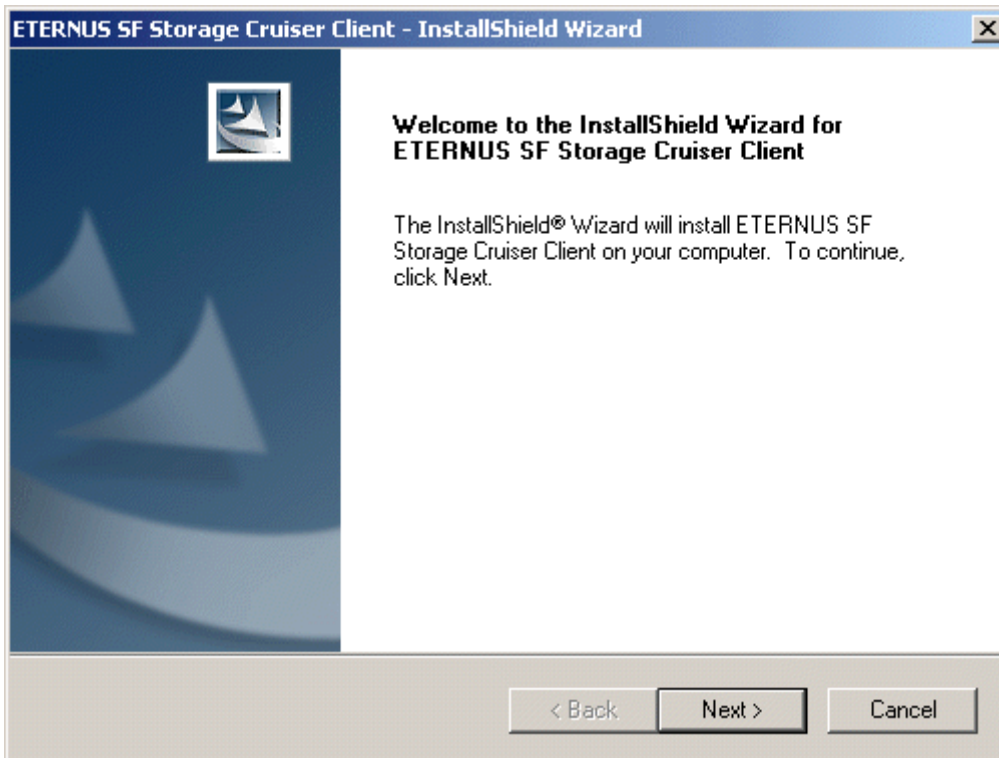 ETERNUS SF Storage Cruiser Client - InstallShield Wizard
Welcome to the InstallShield Wizard for
ETERNUS SF Storage Cruiser Client
The InstallShield® Wizard will install ETERNUS SF
Storage Cruiser Client on your computer.  To continue,
click Next.
< Back
Next >
Cancel